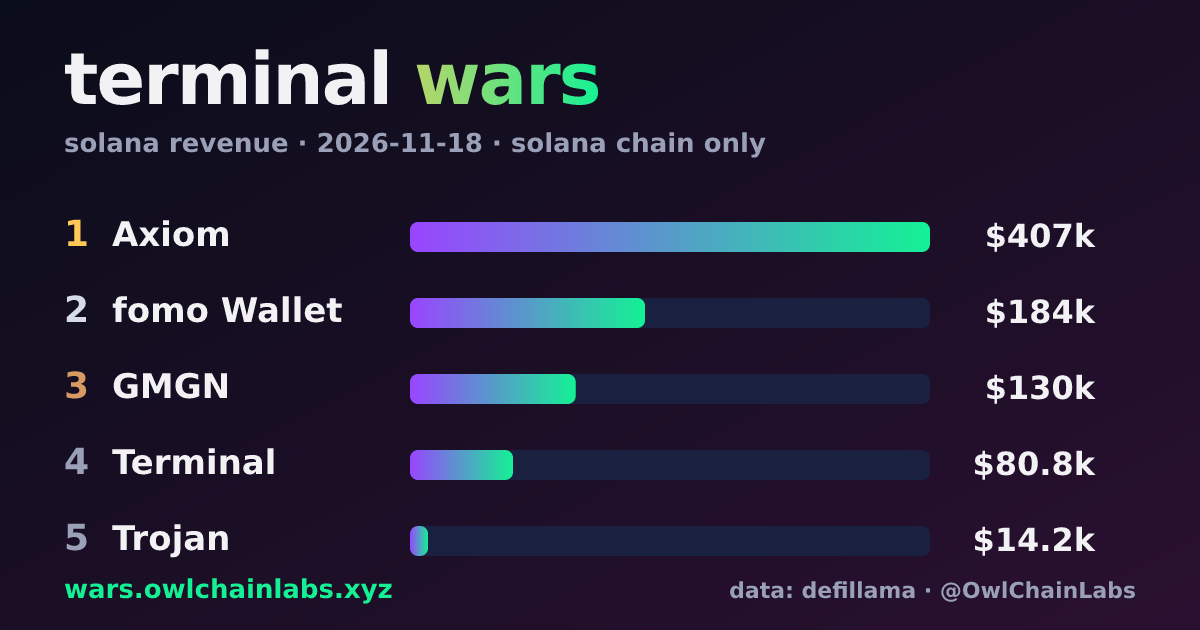 terminal wars
solana revenue · 2026-11-18 · solana chain only
1 Axiom $407k
2 fomo Wallet $184k
3 GMGN $130k
4 Terminal $80.8k
5 Trojan $14.2k
wars.owlchainlabs.xyz data: defillama · @OwlChainLabs